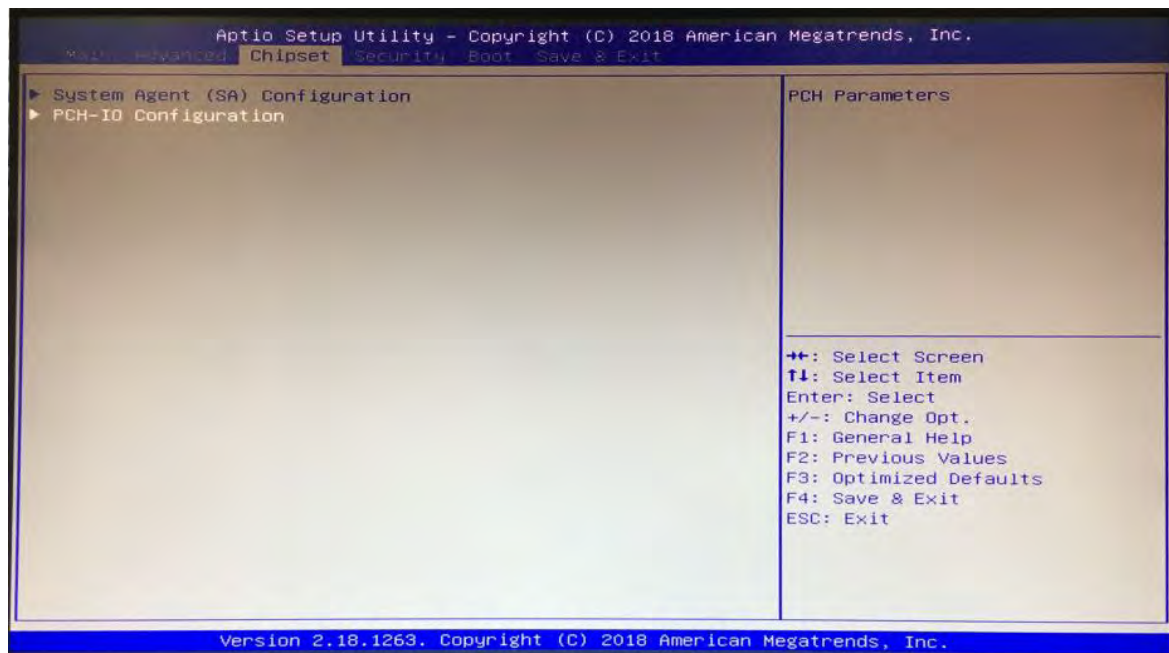 Aptio Setup Utility – Copyright (C) 2018 American Megatrends, Inc.
Main Advanced Chipset Security Boot Save & Exit
► System Agent (SA) Configuration
► PCH-IO Configuration
PCH Parameters
→←: Select Screen
↑↓: Select Item
Enter: Select
+/-: Change Opt.
F1: General Help
F2: Previous Values
F3: Optimized Defaults
F4: Save & Exit
ESC: Exit
Version 2.18.1263. Copyright (C) 2018 American Megatrends, Inc.